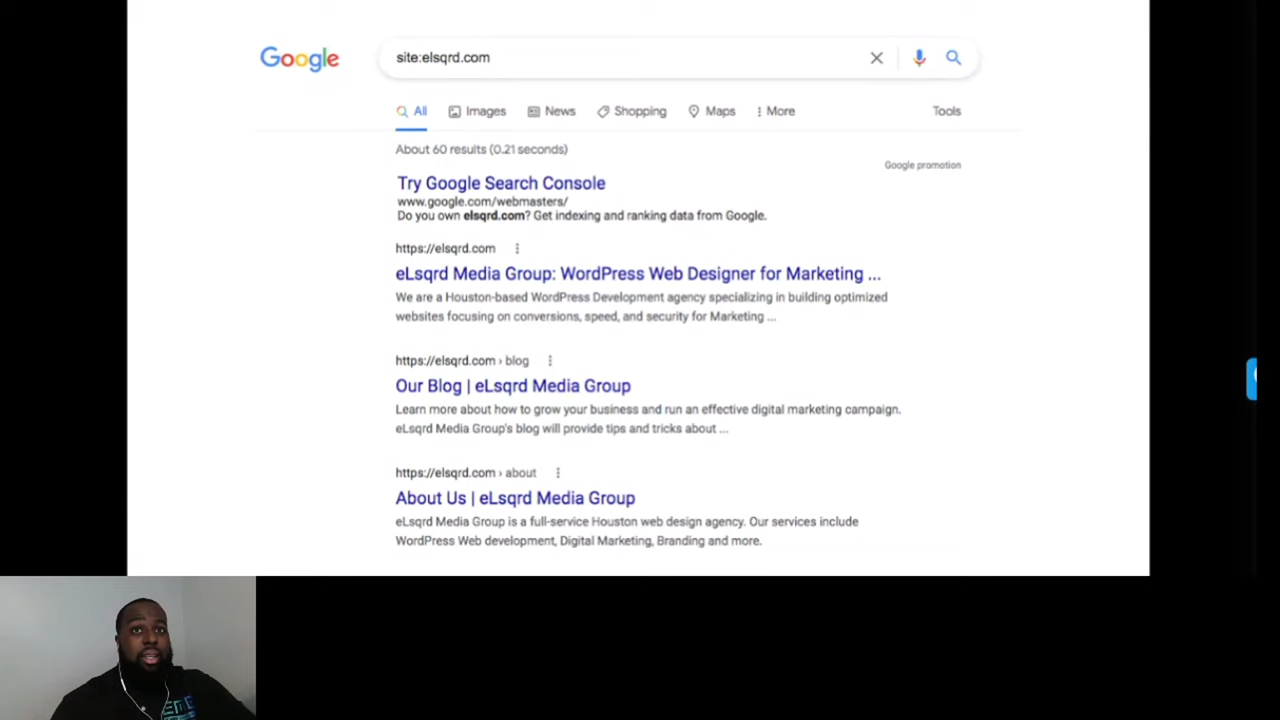 Google
site:elsqrd.com
All
Images
News
Shopping
Maps
More
Tools
About 60 results (0.21 seconds)
Google promotion
Try Google Search Console
www.google.com/webmasters/
Do you own elsqrd.com? Get indexing and ranking data from Google.
https://elsqrd.com
eLsqrd Media Group: WordPress Web Designer for Marketing ...
We are a Houston-based WordPress Development agency specializing in building optimized
websites focusing on conversions, speed, and security for Marketing ...
https://elsqrd.com › blog
Our Blog | eLsqrd Media Group
Learn more about how to grow your business and run an effective digital marketing campaign.
eLsqrd Media Group's blog will provide tips and tricks about ...
https://elsqrd.com › about
About Us | eLsqrd Media Group
eLsqrd Media Group is a full-service Houston web design agency. Our services include
WordPress Web development, Digital Marketing, Branding and more.